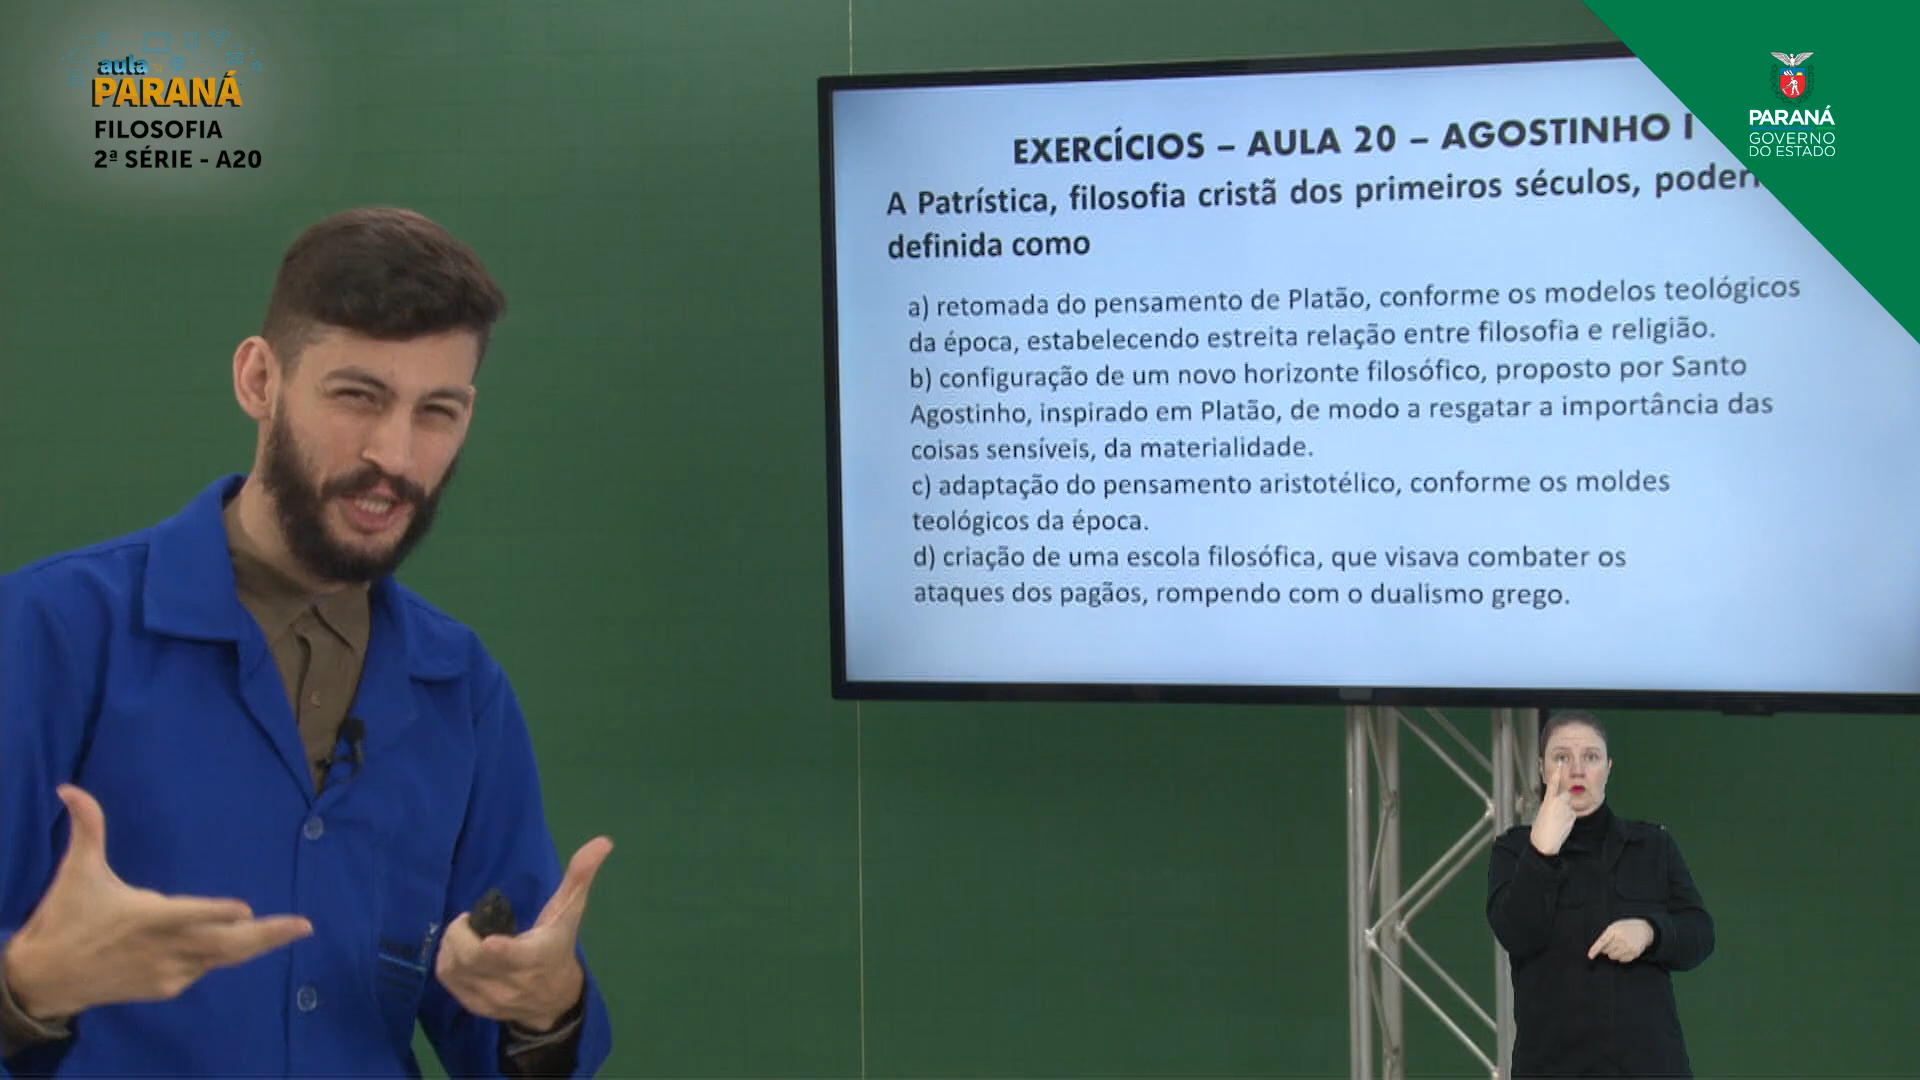 aula
PARANÁ
FILOSOFIA
2ª SÉRIE - A20
EXERCÍCIOS – AULA 20 – AGOSTINHO I
A Patrística, filosofia cristã dos primeiros séculos,
definida como
a) retomada do pensamento de Platão, conforme os modelos teológicos
da época, estabelecendo estreita relação entre filosofia e religião.
b) configuração de um novo horizonte filosófico, proposto por Santo
Agostinho, inspirado em Platão, de modo a resgatar a importância das
coisas sensíveis, da materialidade.
c) adaptação do pensamento aristotélico, conforme os moldes
teológicos da época.
d) criação de uma escola filosófica, que visava combater os
ataques dos pagãos, rompendo com o dualismo grego.
PARANÁ
GOVERNO
DO ESTADO